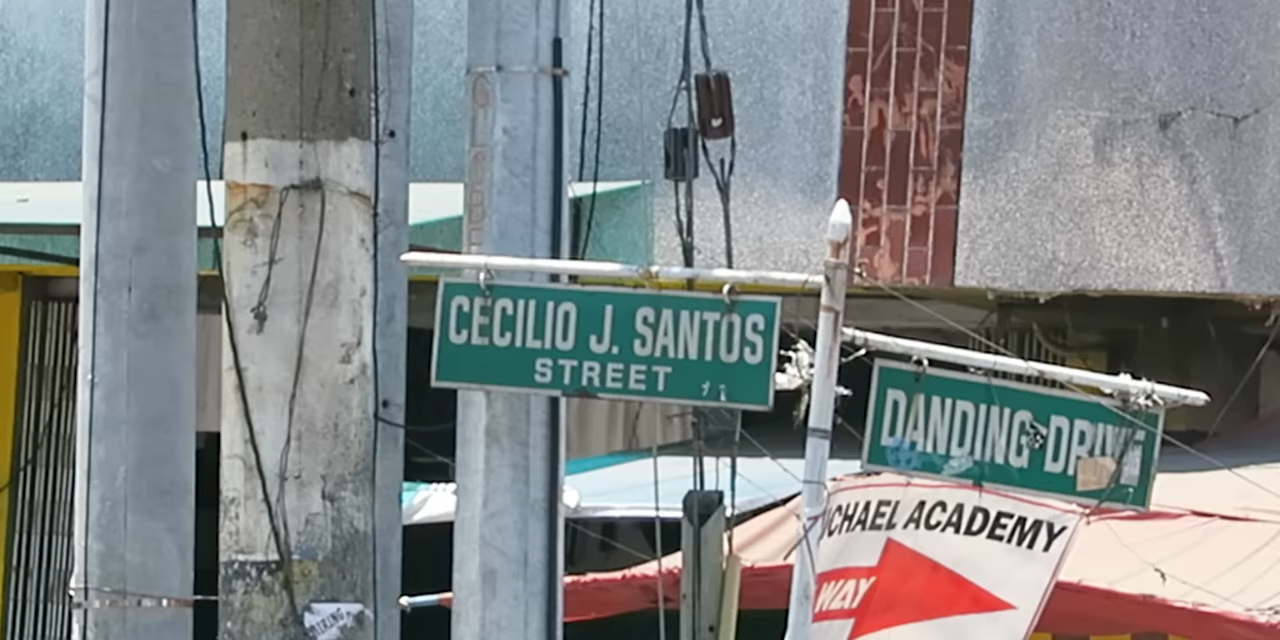 CECILIO J. SANTOS
STREET
DANDING DRIVE
CHAEL ACADEMY
WAY